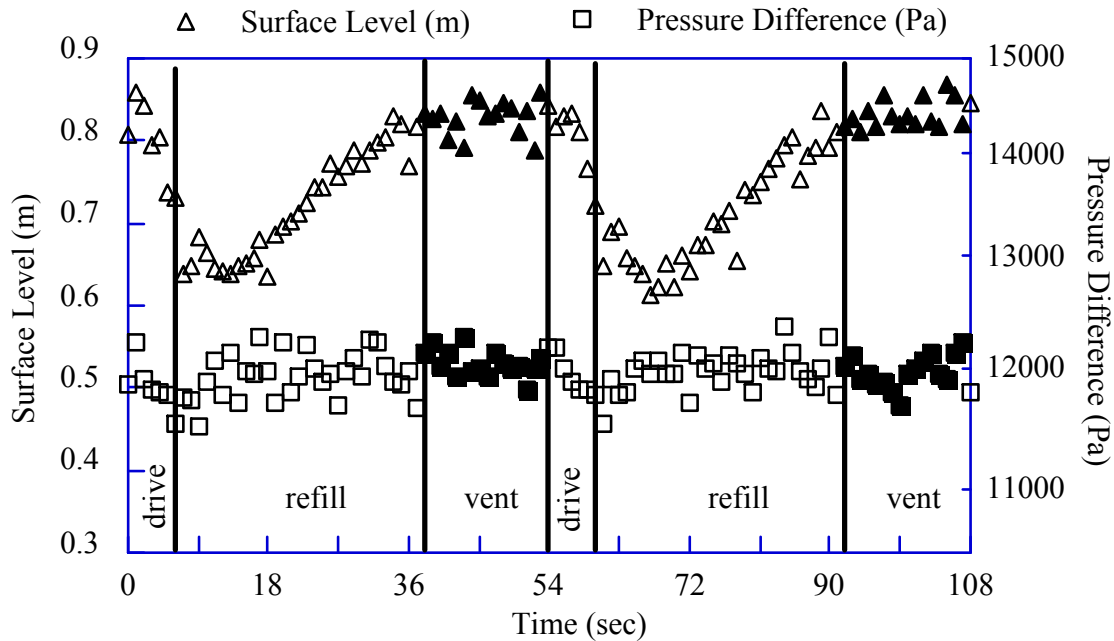 Surface Level (m)
Pressure Difference (Pa)
0.9
0.8
0.7
0.6
0.5
0.4
0.3
Surface Level (m)
15000
14000
13000
12000
11000
Pressure Difference (Pa)
drive
refill
vent
drive
refill
vent
0 18 36 54 72 90 108
Time (sec)